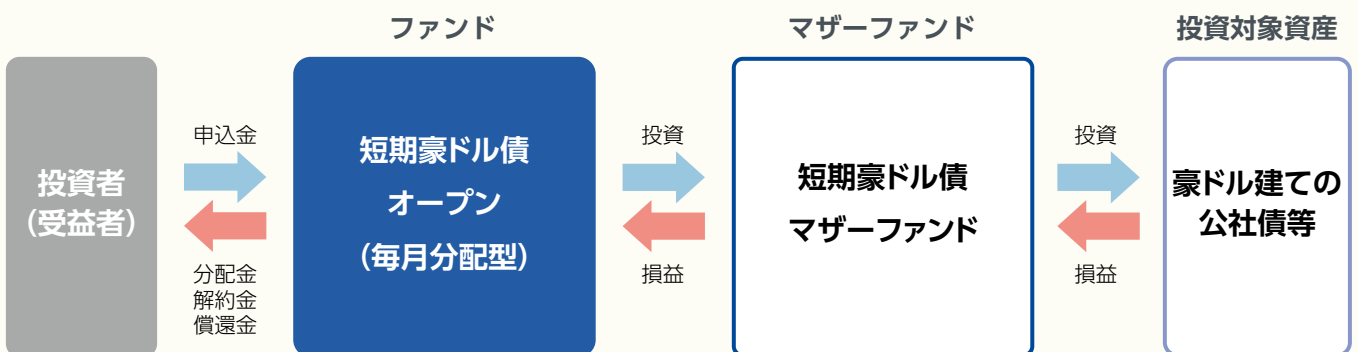 ファンド
マザーファンド
投資対象資産
投資者
(受益者)
申込金
分配金
解約金
償還金
短期豪ドル債
オープン
(毎月分配型)
投資
損益
短期豪ドル債
マザーファンド
投資
損益
豪ドル建ての
公社債等